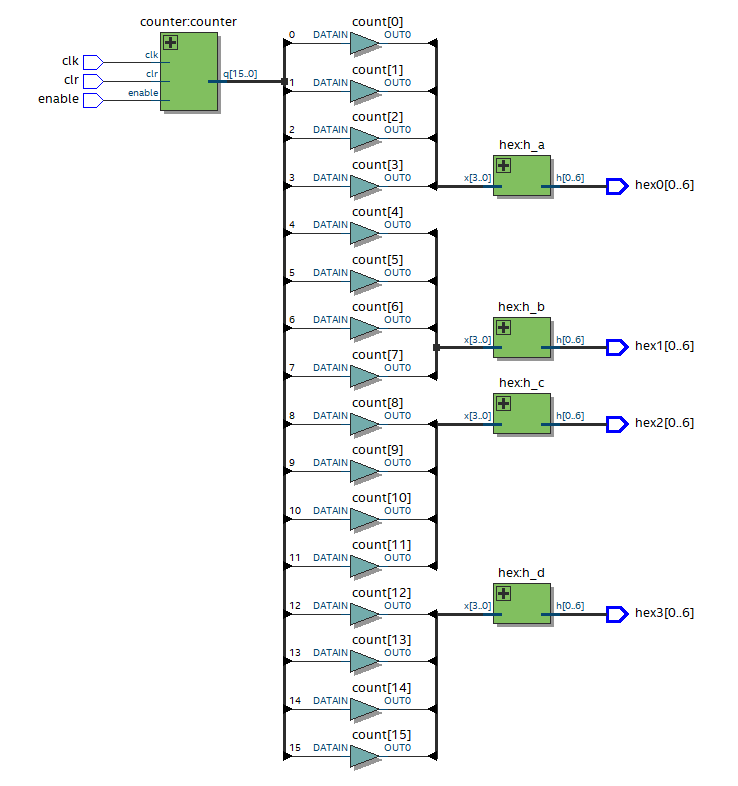 counter:counter
clk
clr
enable
clk
clr
enable
q[15..0]
0 DATAIN count[0] OUT0
1 DATAIN count[1] OUT0
2 DATAIN count[2] OUT0
3 DATAIN count[3] OUT0
hex:h_a
x[3..0] h[0..6] hex0[0..6]
4 DATAIN count[4] OUT0
5 DATAIN count[5] OUT0
6 DATAIN count[6] OUT0
7 DATAIN count[7] OUT0
hex:h_b
x[3..0] h[0..6] hex1[0..6]
8 DATAIN count[8] OUT0
9 DATAIN count[9] OUT0
10 DATAIN count[10] OUT0
11 DATAIN count[11] OUT0
hex:h_c
x[3..0] h[0..6] hex2[0..6]
12 DATAIN count[12] OUT0
13 DATAIN count[13] OUT0
14 DATAIN count[14] OUT0
15 DATAIN count[15] OUT0
hex:h_d
x[3..0] h[0..6] hex3[0..6]